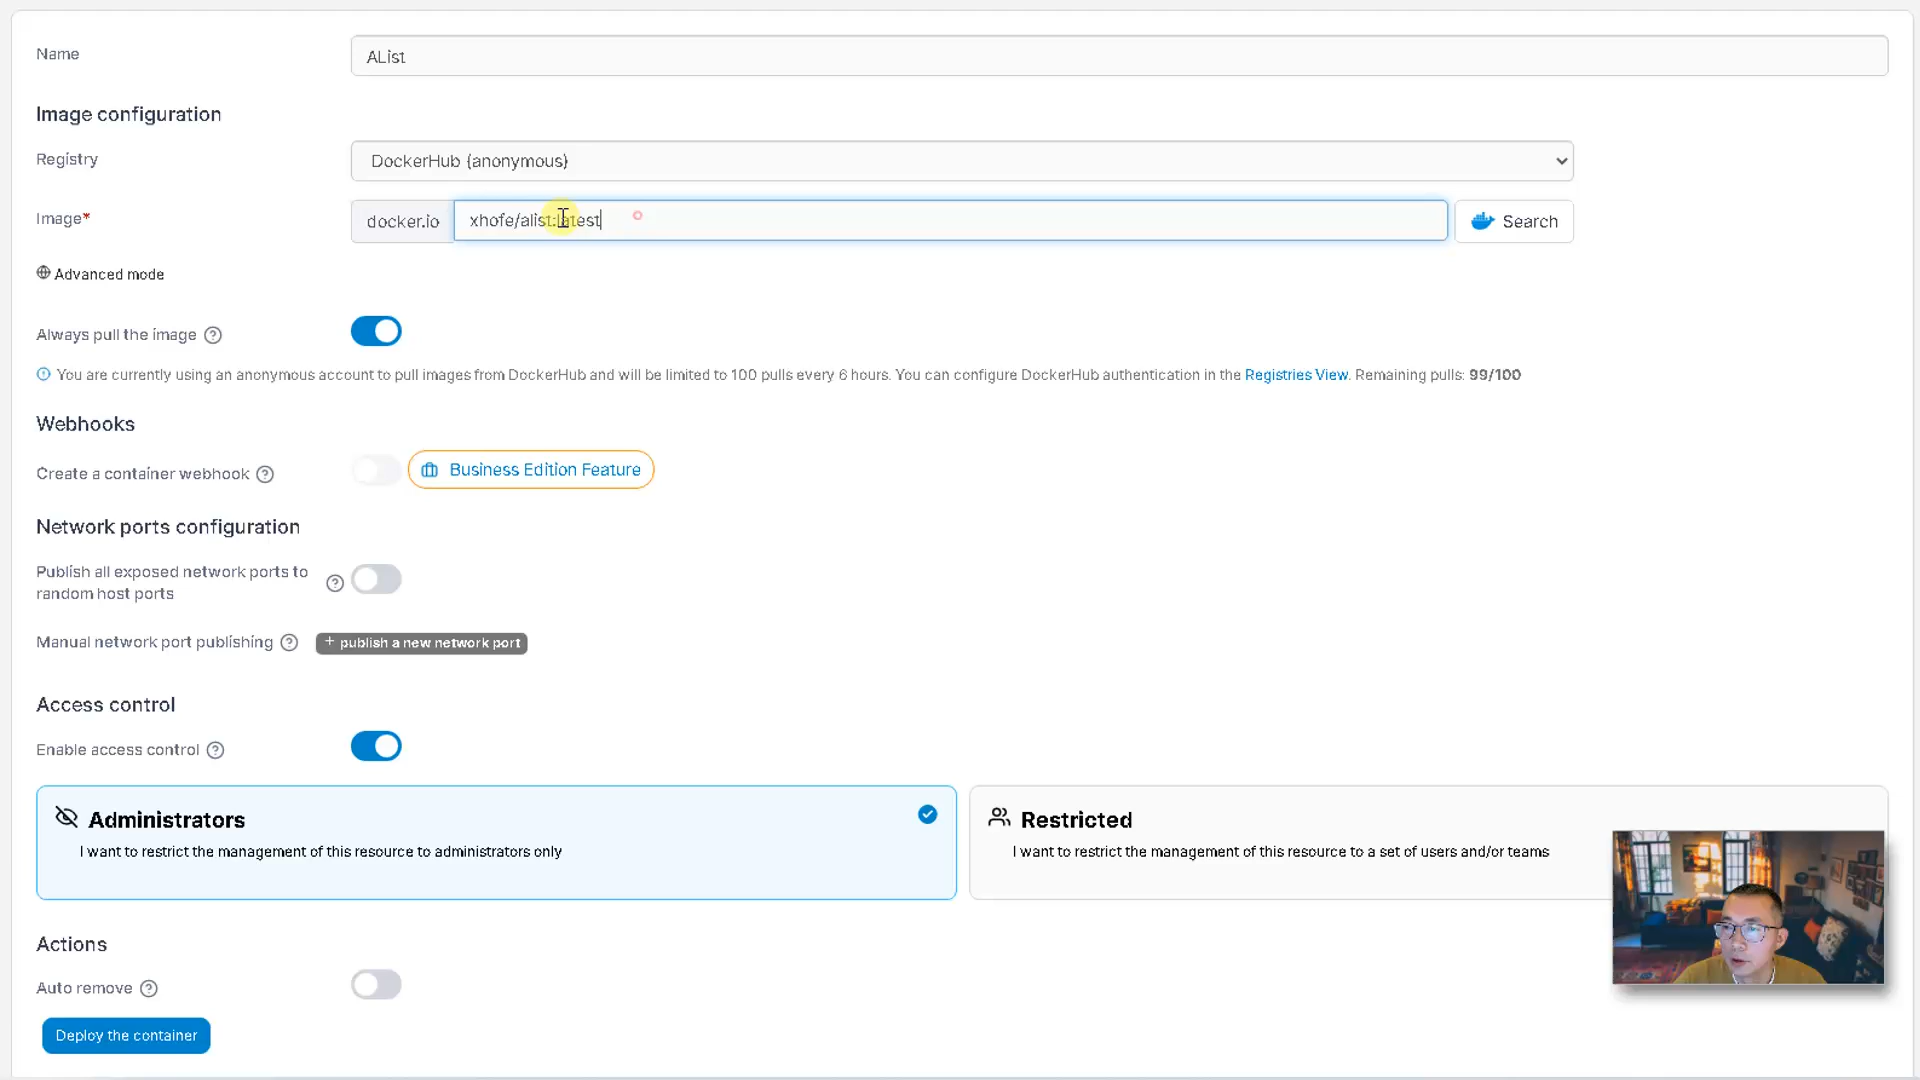 Name
AList
Image configuration
Registry
DockerHub (anonymous)
Image*
docker.io
xhofe/alist:latest
Search
Advanced mode
Always pull the image
You are currently using an anonymous account to pull images from DockerHub and will be limited to 100 pulls every 6 hours. You can configure DockerHub authentication in the Registries View. Remaining pulls: 99/100
Webhooks
Create a container webhook
Business Edition Feature
Network ports configuration
Publish all exposed network ports to
random host ports
Manual network port publishing
+ publish a new network port
Access control
Enable access control
Administrators
I want to restrict the management of this resource to administrators only
Restricted
I want to restrict the management of this resource to a set of users and/or teams
Actions
Auto remove
Deploy the container